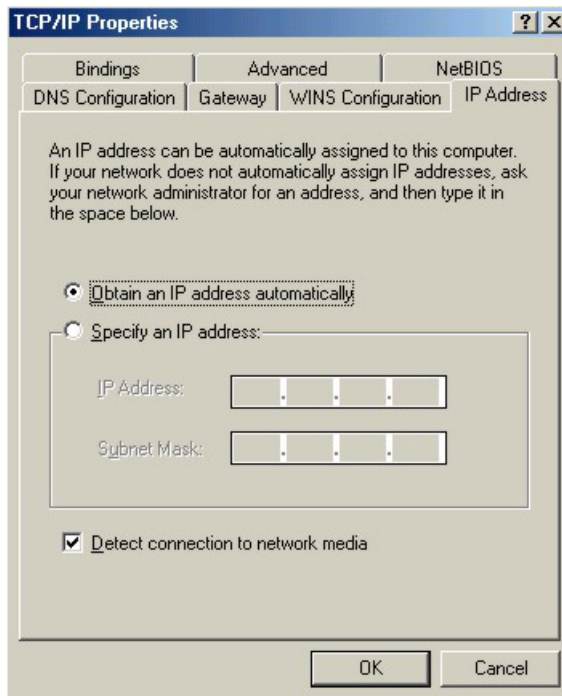 TCP/IP Properties
Bindings
Advanced
NetBIOS
DNS Configuration
Gateway
WINS Configuration
IP Address
An IP address can be automatically assigned to this computer.
If your network does not automatically assign IP addresses, ask
your network administrator for an address, and then type it in
the space below.
Obtain an IP address automatically
Specify an IP address:
IP Address:
Subnet Mask:
Detect connection to network media
OK
Cancel